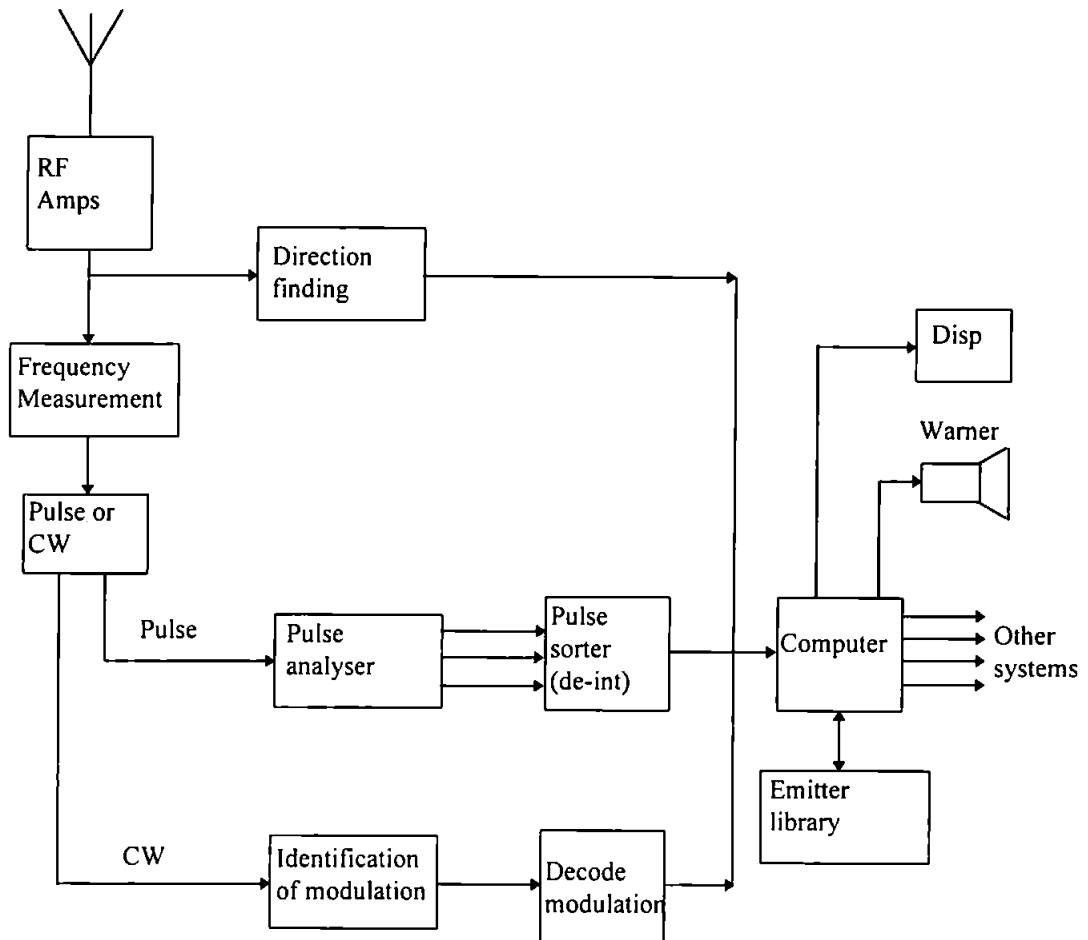 RF
Amps
Direction
finding
Disp
Frequency
Measurement
Warner
Pulse or
CW
Pulse
Pulse
analyser
Pulse
sorter
(de-int)
Computer
Other
systems
Emitter
library
CW
Identification
of modulation
Decode
modulation